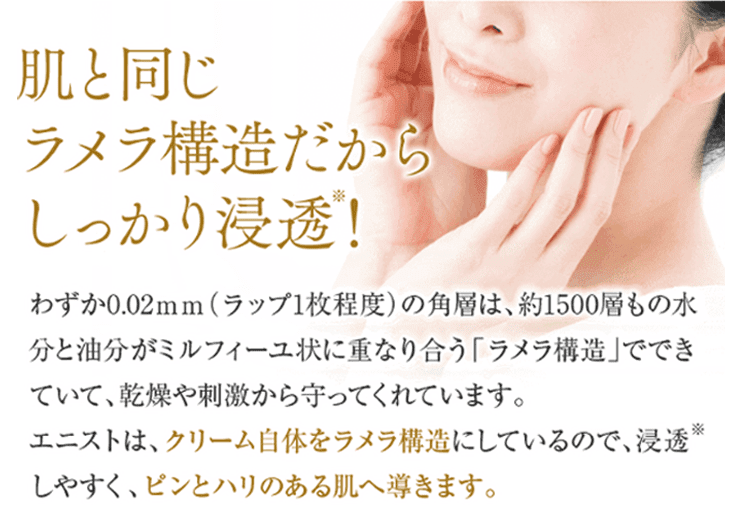 肌と同じ
ラメラ構造だから
しっかり浸透※!
わずか0.02mm(ラップ1枚程度)の角層は、約1500層もの水
分と油分がミルフィーユ状に重なり合う「ラメラ構造」ででき
ていて、乾燥や刺激から守ってくれています。
エニストは、クリーム自体をラメラ構造にしているので、浸透※
しやすく、ピンとハリのある肌へ導きます。